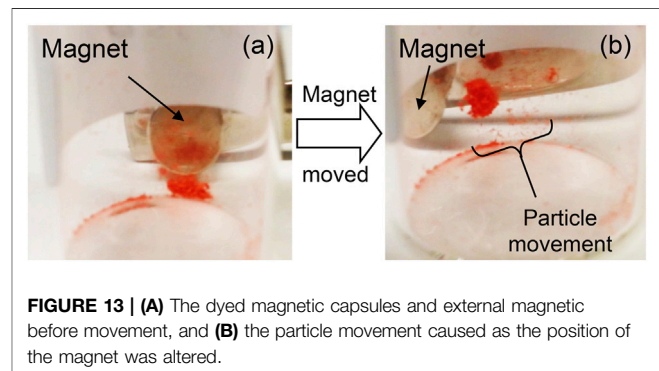 Magnet
(a)
Magnet
moved
Magnet
(b)
Particle
movement
FIGURE 13 | (A) The dyed magnetic capsules and external magnetic
before movement, and (B) the particle movement caused as the position of
the magnet was altered.